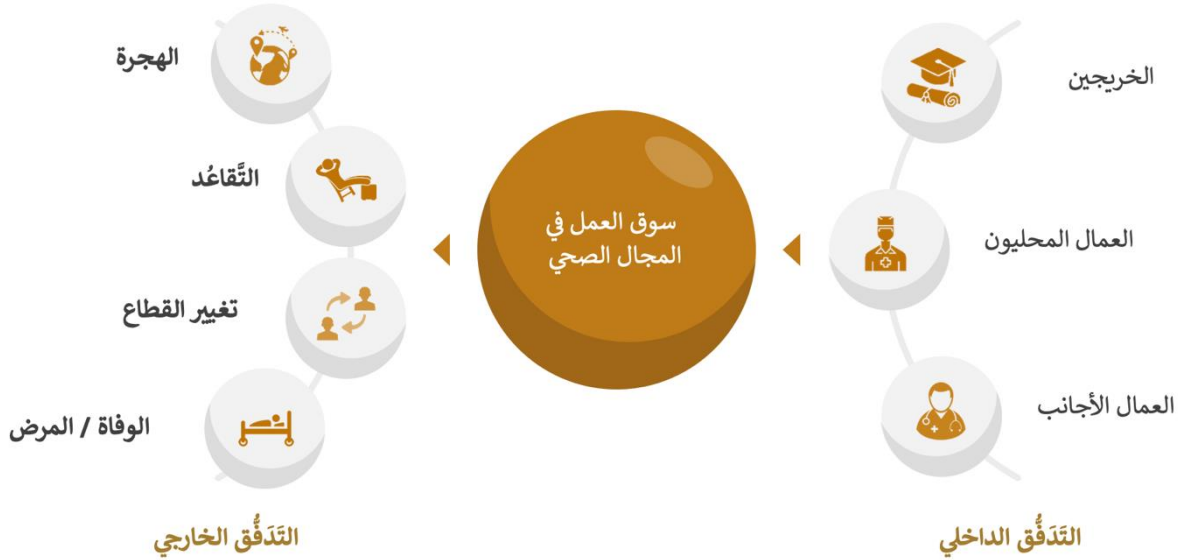 الخريجين
العمال المحليون
العمال الأجانب
التَدَفُّق الداخلي
سوق العمل في
المجال الصحي
الهجرة
التَّقاعُد
تغيير القطاع
الوفاة / المرض
التَدَفُّق الخارجي